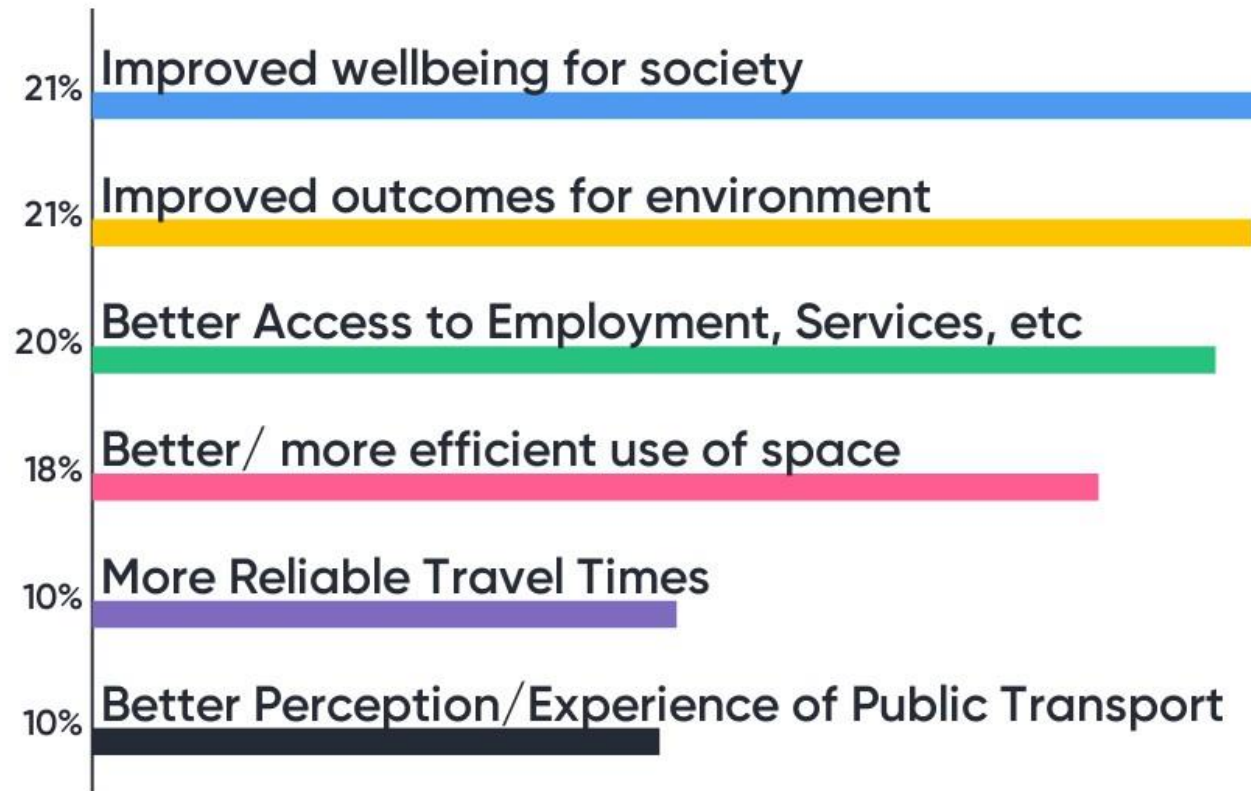 Improved wellbeing for society
21%
Improved outcomes for environment
21%
Better Access to Employment, Services, etc
20%
Better/ more efficient use of space
18%
More Reliable Travel Times
10%
Better Perception/Experience of Public Transport
10%